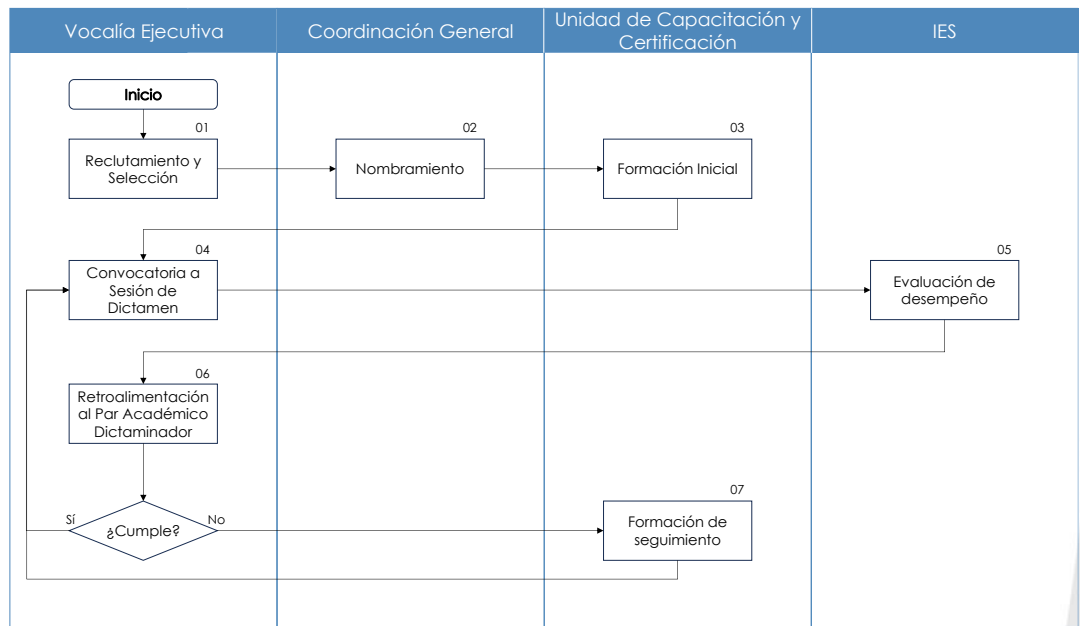 Vocalía Ejecutiva
Coordinación General
Unidad de Capacitación y
Certificación
IES
Inicio
01
Reclutamiento y
Selección
02
Nombramiento
03
Formación Inicial
04
Convocatoria a
Sesión de
Dictamen
05
Evaluación de
desempeño
06
Retroalimentación
al Par Académico
Dictaminador
Sí
¿Cumple?
No
07
Formación de
seguimiento